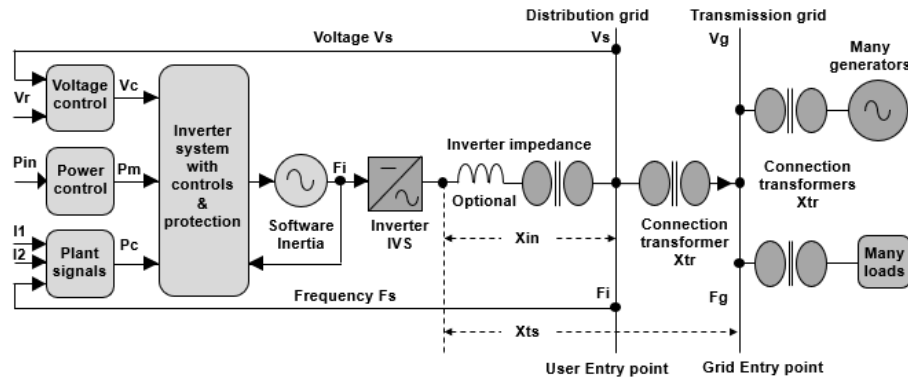 Distribution grid
Transmission grid
Voltage Vs
Vs
Vg
Many
generators
Voltage
control
Vr
Vc
Inverter
system
with
controls
&
protection
Pin
Power
control
Pm
Fi
Inverter impedance
Optional
Software
Inertia
Inverter
IVS
Connection
transformers
Xtr
Connection
transformer
Xtr
I1
I2
Plant
signals
Pc
Xin
Many
loads
Frequency Fs
Fi
Fg
Xts
User Entry point
Grid Entry point